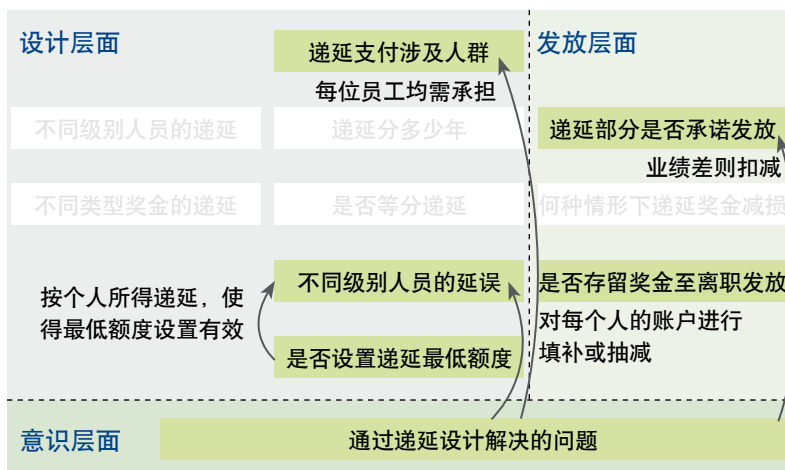 设计层面
递延支付涉及人群
发放层面
每位员工均需承担
不同级别人员的递延
递延分多少年
递延部分是否承诺发放
业绩差则扣减
不同类型奖金的递延
是否等分递延
何种情形下递延奖金减损
按个人所得递延，使
得最低额度设置有效
不同级别人员的延误
是否存留奖金至离职发放
对每个人的账户进行
填补或抽减
是否设置递延最低额度
意识层面
通过递延设计解决的问题